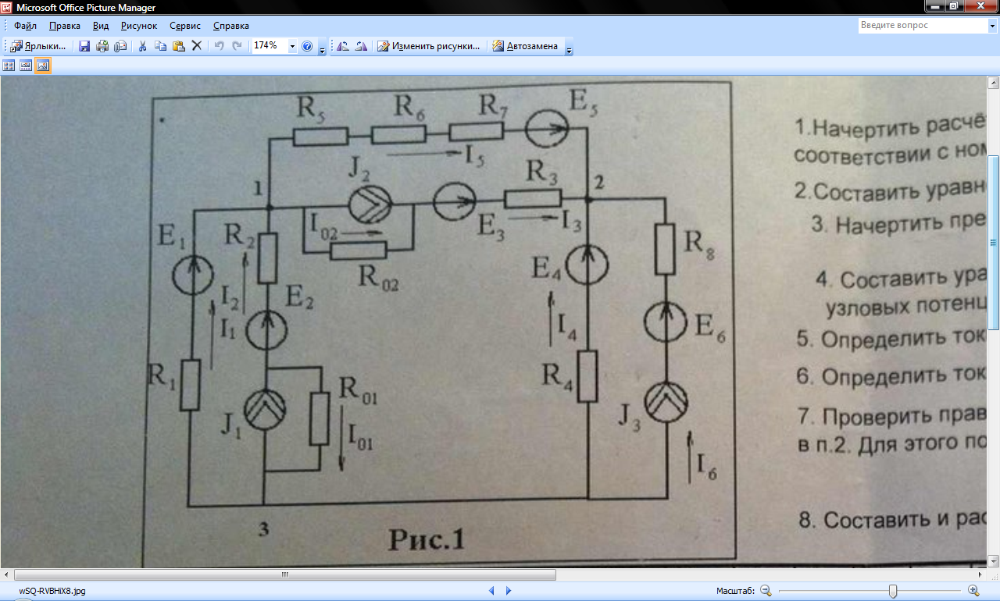 Microsoft Office Picture Manager
Файл Правка Вид Рисунок Сервис Справка
Введите вопрос
Ярлыки...
174%
Изменить рисунки...
Автозамена
R5 R6 R7 E5
I5
J2
R3
1
2
I02
E3
I3
R02
E1
R2
I2
E2
I1
R1
J1
R01
I01
E4
I4
R4
R8
E6
J3
I6
3
Рис.1
1.Начертить расчё
соответствии с ном
2.Составить уравн
3. Начертить пре
4. Составить ура
узловых потенц
5. Определить ток
6. Определить ток
7. Проверить прав
в п.2. Для этого по
8. Составить и рас
wSQ-RVBHiX8.jpg
Масштаб: